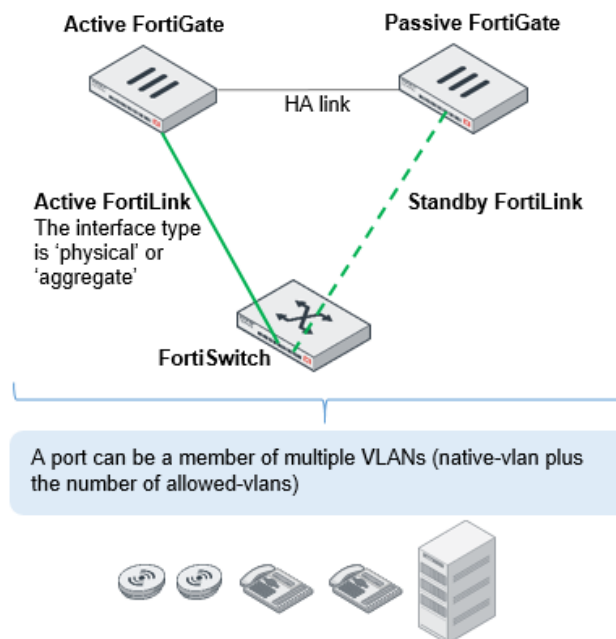 Active FortiGate
Passive FortiGate
HA link
Active FortiLink
The interface type
is ‘physical’ or
‘aggregate’
Standby FortiLink
FortiSwitch
A port can be a member of multiple VLANs (native-vlan plus
the number of allowed-vlans)